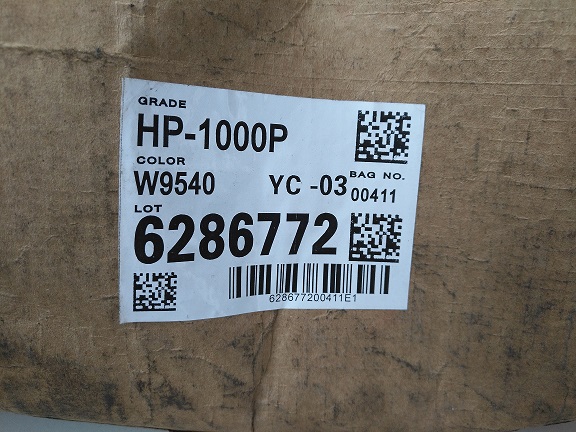 GRADE
HP-1000P
COLOR
W9540 YC -03
BAG NO.
00411
LOT
6286772
628677200411E1